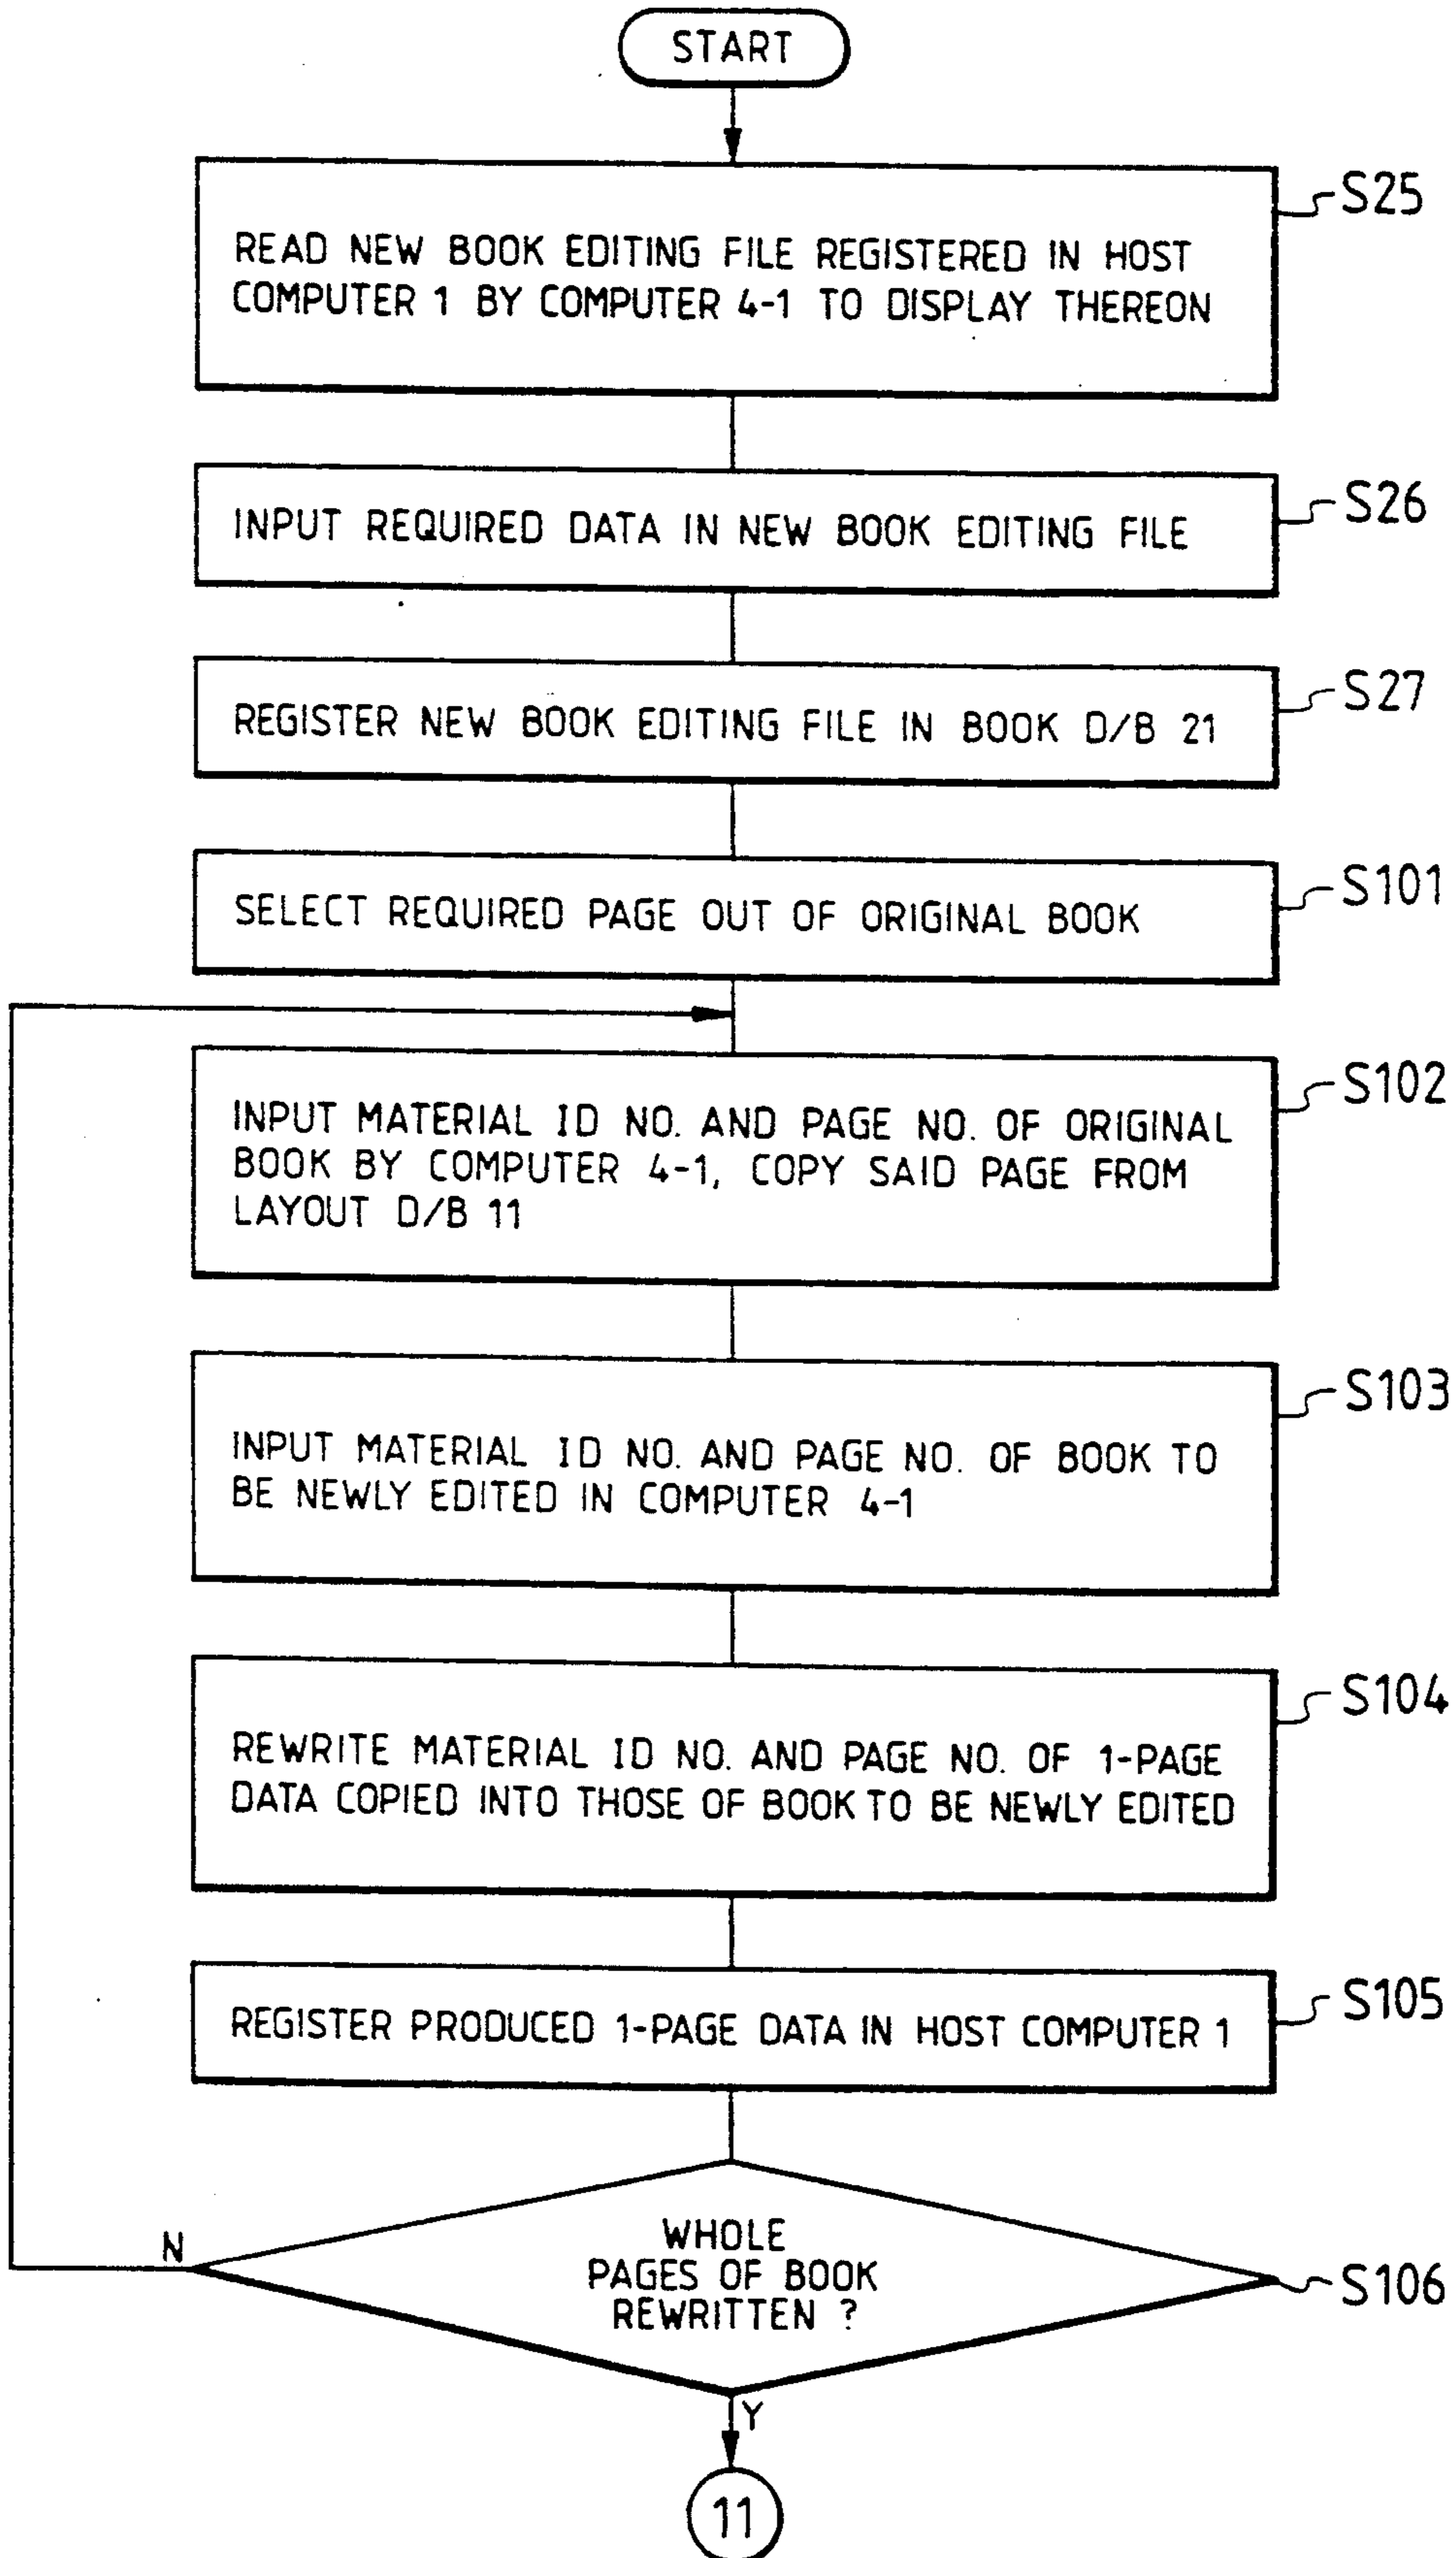 START
S25
READ NEW BOOK EDITING FILE REGISTERED IN HOST
COMPUTER 1 BY COMPUTER 4-1 TO DISPLAY THEREON
S26
INPUT REQUIRED DATA IN NEW BOOK EDITING FILE
S27
REGISTER NEW BOOK EDITING FILE IN BOOK D/B 21
S101
SELECT REQUIRED PAGE OUT OF ORIGINAL BOOK
S102
INPUT MATERIAL ID NO. AND PAGE NO. OF ORIGINAL
BOOK BY COMPUTER 4-1, COPY SAID PAGE FROM
LAYOUT D/B 11
S103
INPUT MATERIAL ID NO. AND PAGE NO. OF BOOK TO
BE NEWLY EDITED IN COMPUTER 4-1
S104
REWRITE MATERIAL ID NO. AND PAGE NO. OF 1-PAGE
DATA COPIED INTO THOSE OF BOOK TO BE NEWLY EDITED
S105
REGISTER PRODUCED 1-PAGE DATA IN HOST COMPUTER 1
N
WHOLE
PAGES OF BOOK
REWRITTEN ?
S106
Y
11